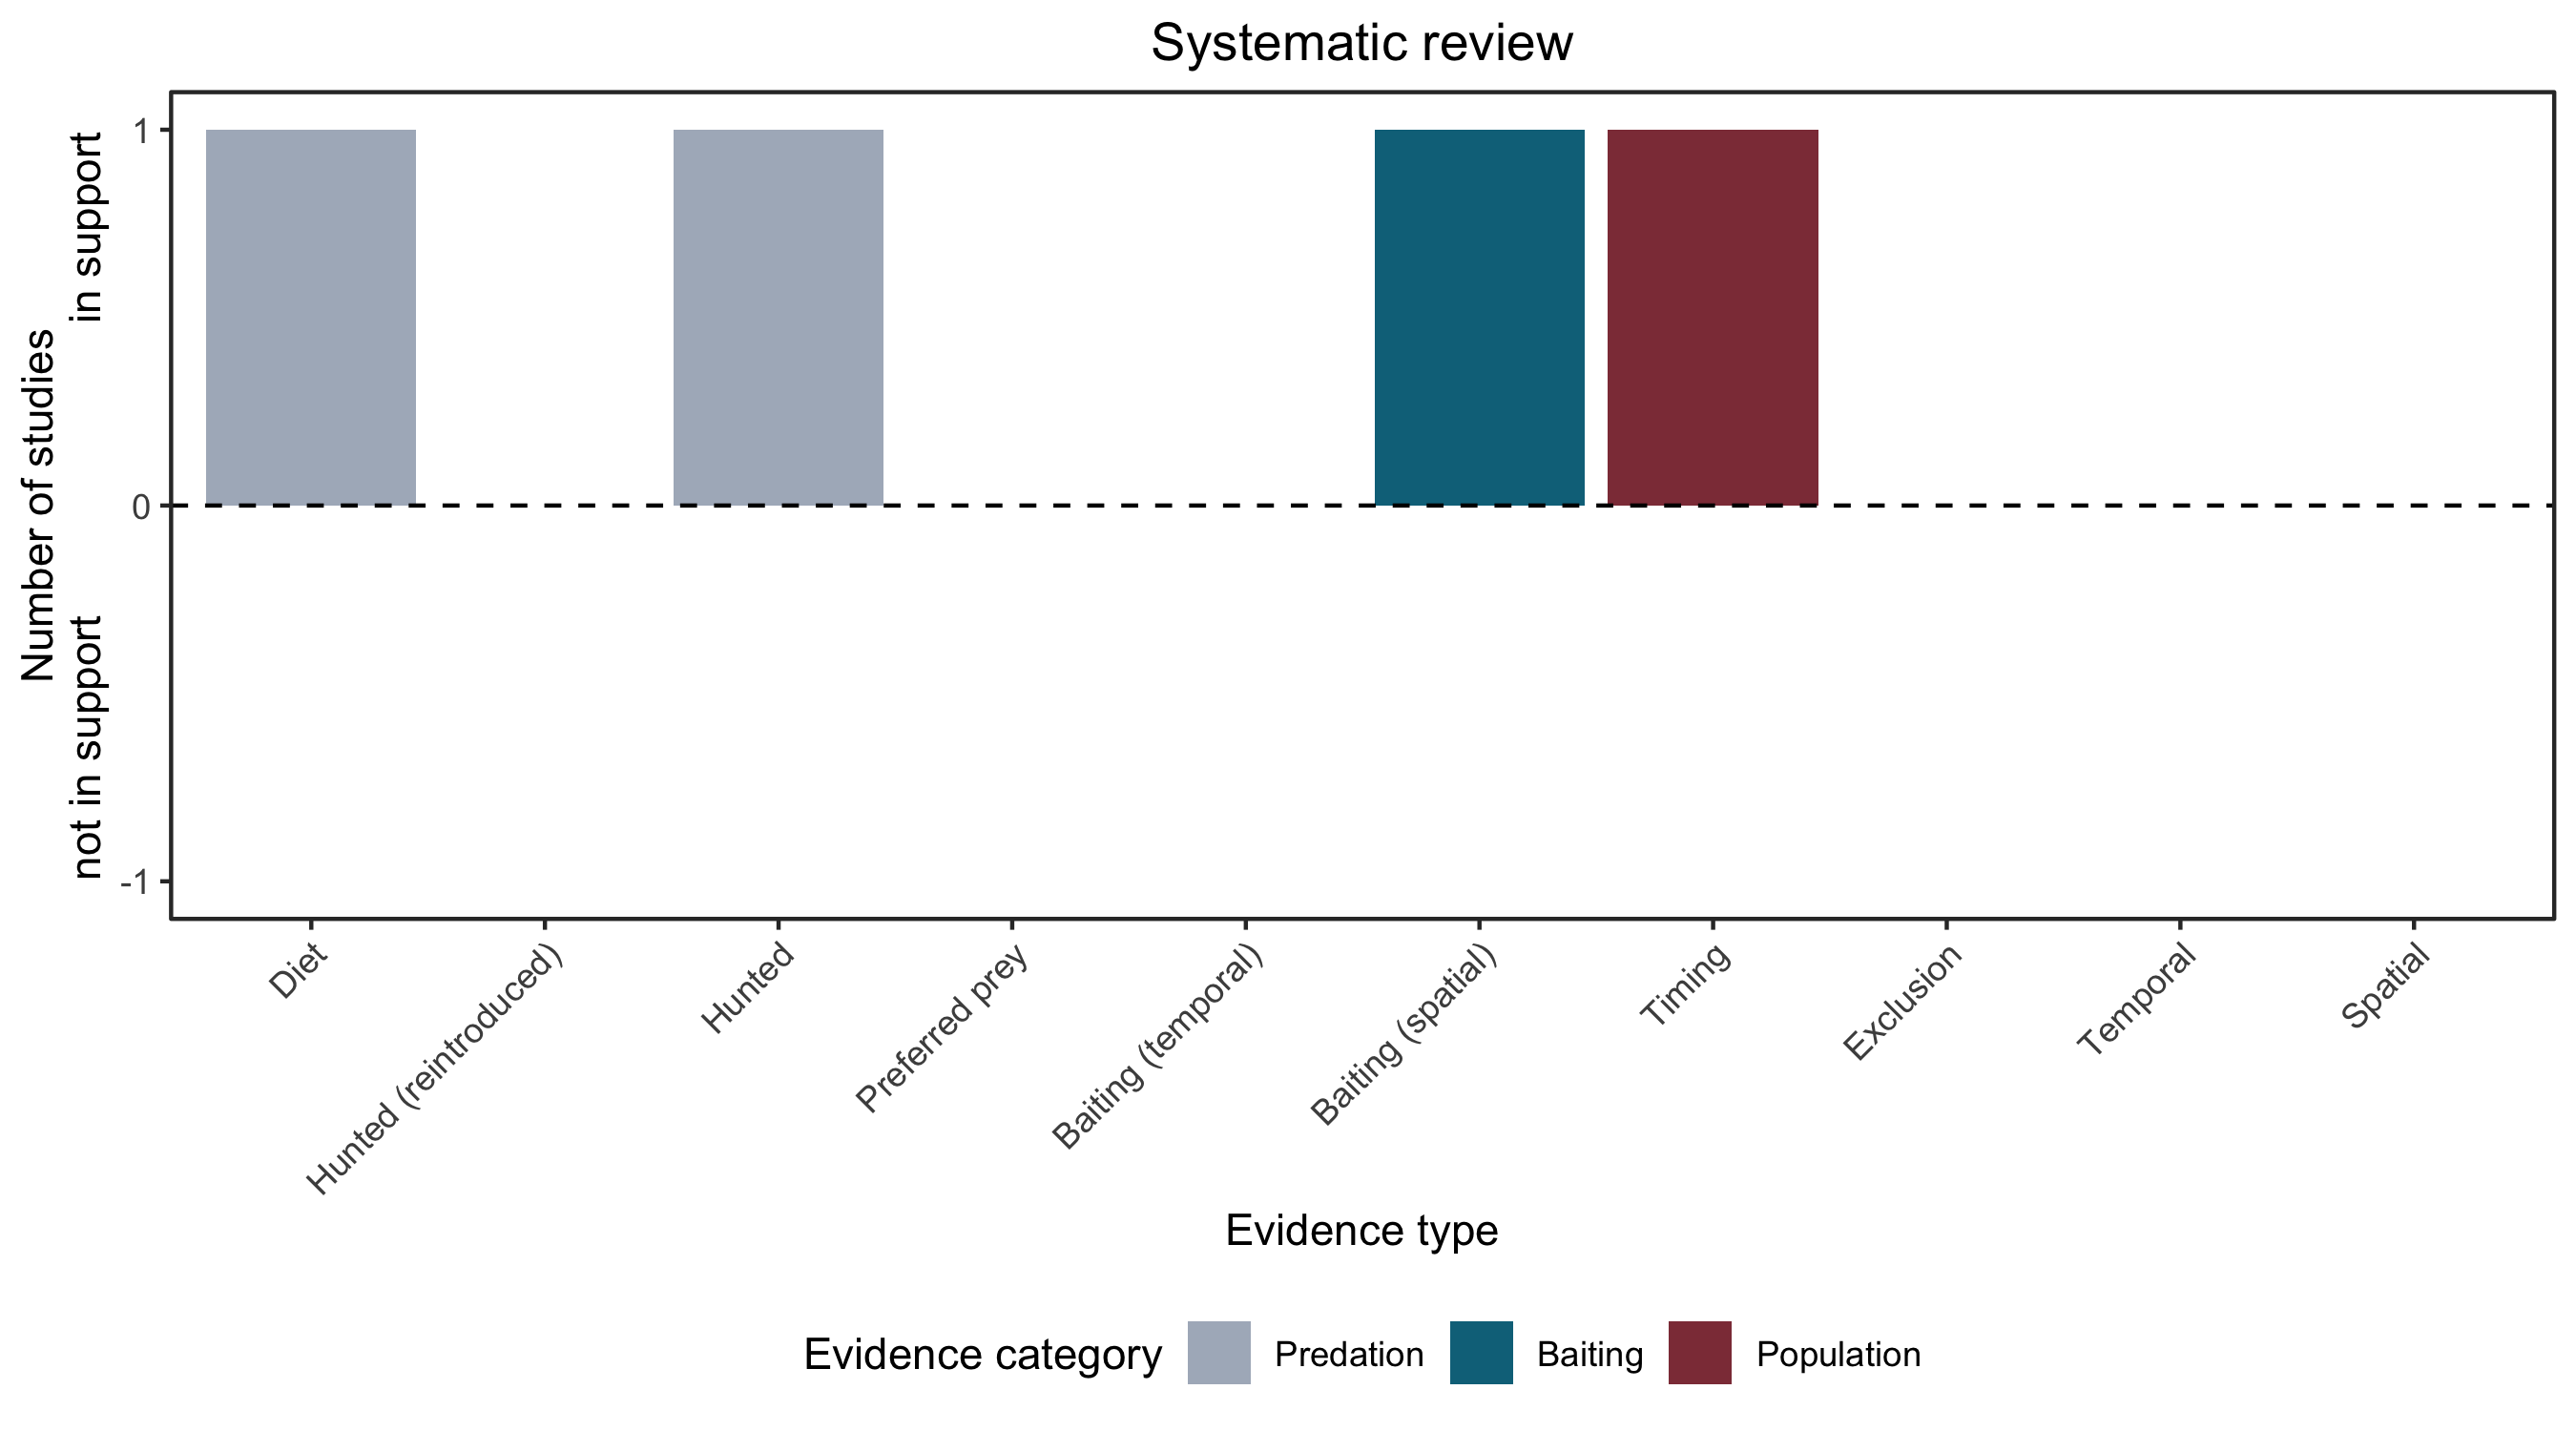 Systematic review
Number of studies
not in support in support
1
0
-1
Diet
Hunted (reintroduced)
Hunted
Preferred prey
Baiting (temporal)
Baiting (spatial)
Timing
Exclusion
Temporal
Spatial
Evidence type
Evidence category Predation Baiting Population